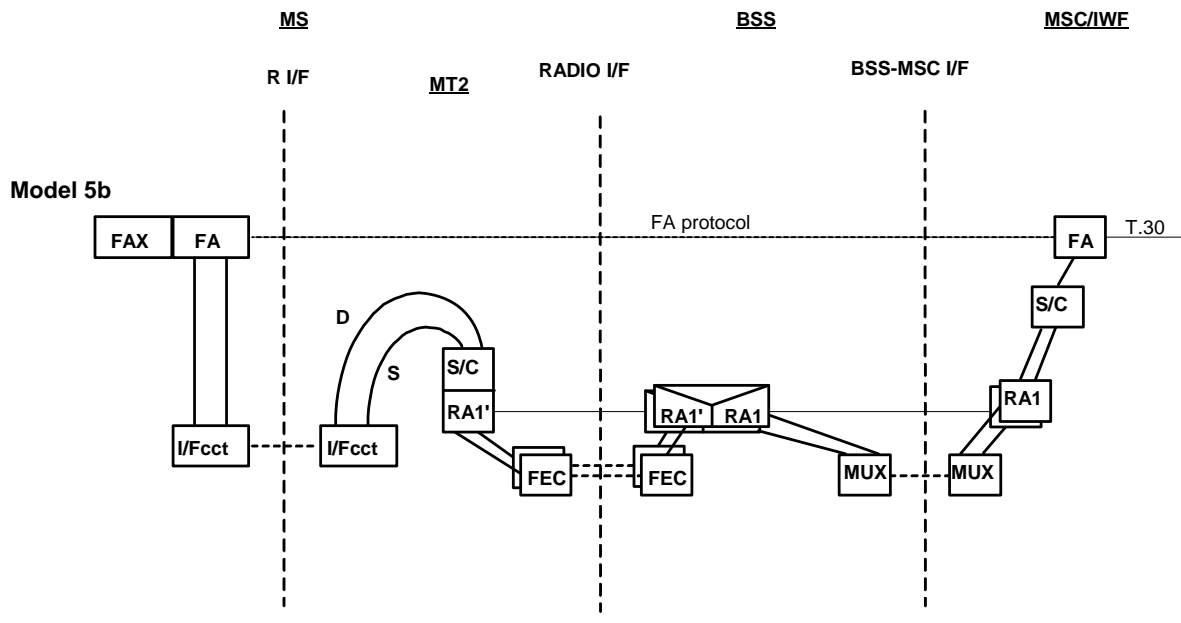 MS
BSS
MSC/IWF
R I/F
MT2
RADIO I/F
BSS-MSC I/F
Model 5b
FAX
FA
FA protocol
FA
T.30
D
S
S/C
S/C
RA1'
RA1'
RA1
RA1
I/Fcct
I/Fcct
FEC
FEC
MUX
MUX